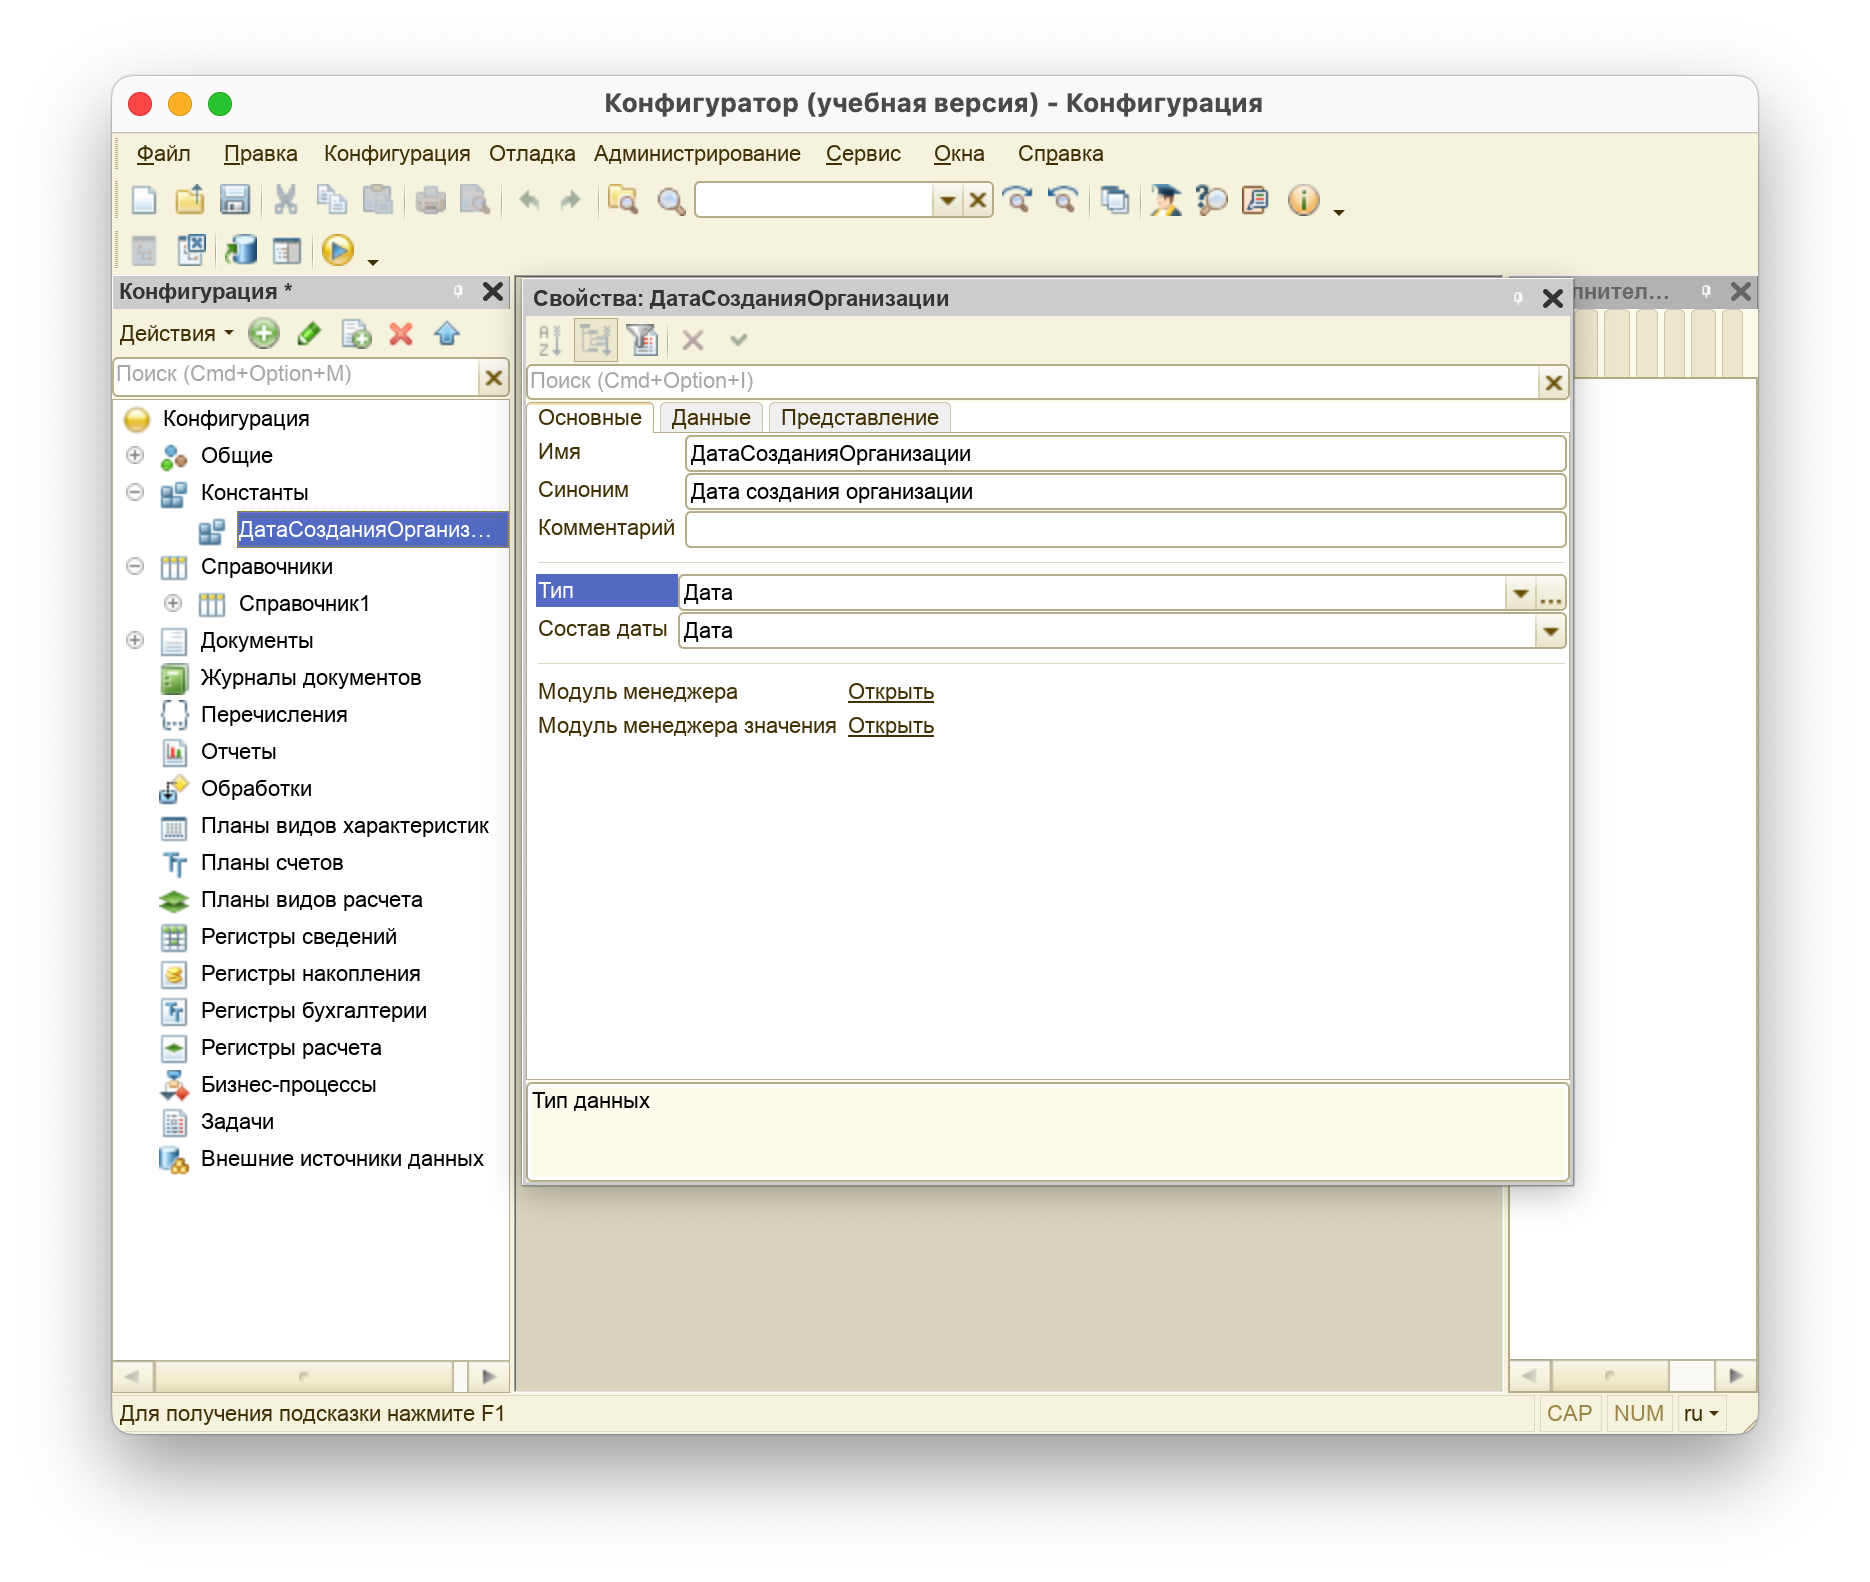 Конфигуратор (учебная версия) - Конфигурация
Файл Правка Конфигурация Отладка Администрирование Сервис Окна Справка
Конфигурация *
Действия
Поиск (Cmd+Option+M)
Конфигурация
Общие
Константы
ДатаСозданияОрганиз...
Справочники
Справочник1
Документы
Журналы документов
Перечисления
Отчеты
Обработки
Планы видов характеристик
Планы счетов
Планы видов расчета
Регистры сведений
Регистры накопления
Регистры бухгалтерии
Регистры расчета
Бизнес-процессы
Задачи
Внешние источники данных
Свойства: ДатаСозданияОрганизации
Поиск (Cmd+Option+I)
Основные Данные Представление
Имя ДатаСозданияОрганизации
Синоним Дата создания организации
Комментарий
Тип Дата ...
Состав даты Дата
Модуль менеджера Открыть
Модуль менеджера значения Открыть
Тип данных
лнител...
Для получения подсказки нажмите F1
CAP NUM ru